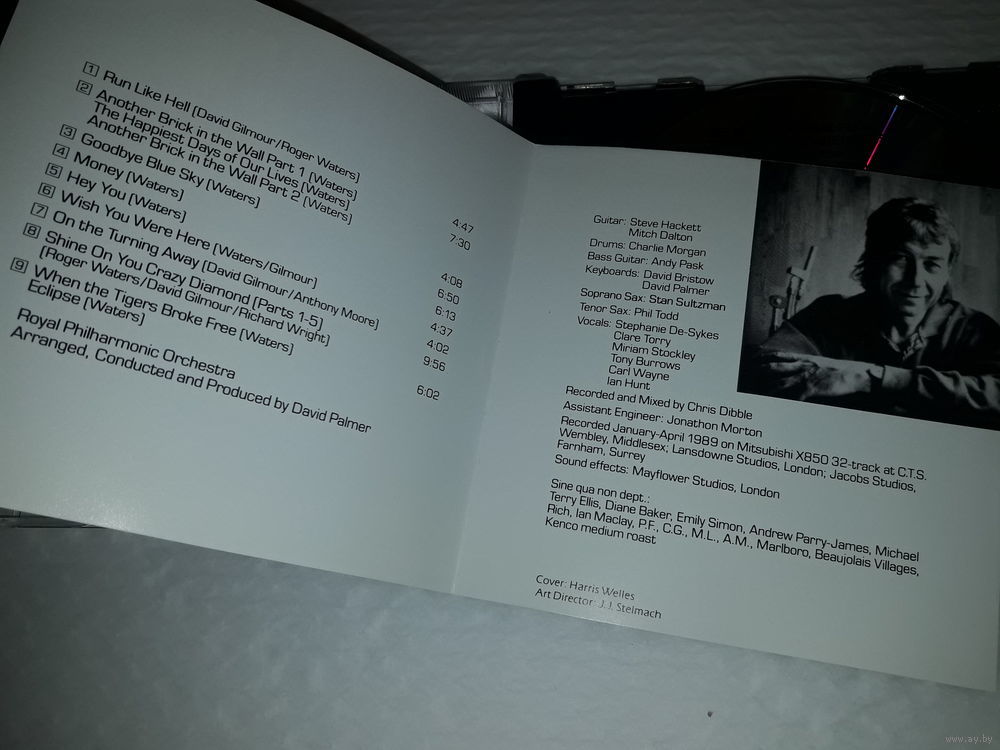 1 Run Like Hell [David Gilmour/Roger Waters]
2 Another Brick in the Wall Part 1 [Waters]
The Happiest Days of Our Lives [Waters]
Another Brick in the Wall Part 2 [Waters]
3 Goodbye Blue Sky [Waters]
4 Money [Waters]
5 Hey You [Waters]
6 Wish You Were Here [Waters/Gilmour]
7 On the Turning Away [David Gilmour/Anthony Moore]
8 Shine On You Crazy Diamond [Parts 1-5]
[Roger Waters/David Gilmour/Richard Wright]
9 When the Tigers Broke Free [Waters]
Eclipse [Waters]
4:47
7:30
4:08
6:50
6:13
4:37
4:02
9:56
6:02
Royal Philharmonic Orchestra
Arranged, Conducted and Produced by David Palmer
Guitar: Steve Hackett
Mitch Dalton
Drums: Charlie Morgan
Bass Guitar: Andy Pask
Keyboards: David Bristow
David Palmer
Soprano Sax: Stan Sultzman
Tenor Sax: Phil Todd
Vocals: Stephanie De-Sykes
Clare Torry
Miriam Stockley
Tony Burrows
Carl Wayne
Ian Hunt
Recorded and Mixed by Chris Dibble
Assistant Engineer: Jonathon Morton
Recorded January-April 1989 on Mitsubishi X850 32-track at C.T.S.
Wembley, Middlesex; Lansdowne Studios, London; Jacobs Studios,
Farnham, Surrey
Sound effects: Mayflower Studios, London
Sine qua non dept.:
Terry Ellis, Diane Baker, Emily Simon, Andrew Parry-James, Michael
Rich, Ian Maclay, P.F., C.G., M.L., A.M., Marlboro, Beaujolais Villages,
Kenco medium roast
Cover: Harris Welles
Art Director: J.J. Stelmach
www.ay.by